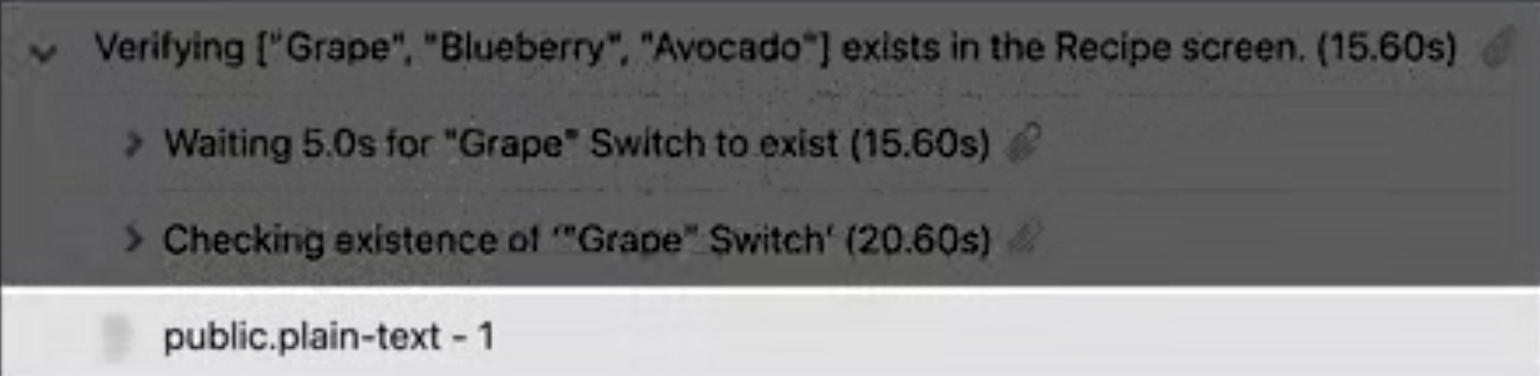 Verifying ["Grape", "Blueberry", "Avocado"] exists in the Recipe screen. (15.60s)
Waiting 5.0s for "Grape" Switch to exist (15.60s)
Checking existence of ‘"Grape" Switch’ (20.60s)
public.plain-text - 1